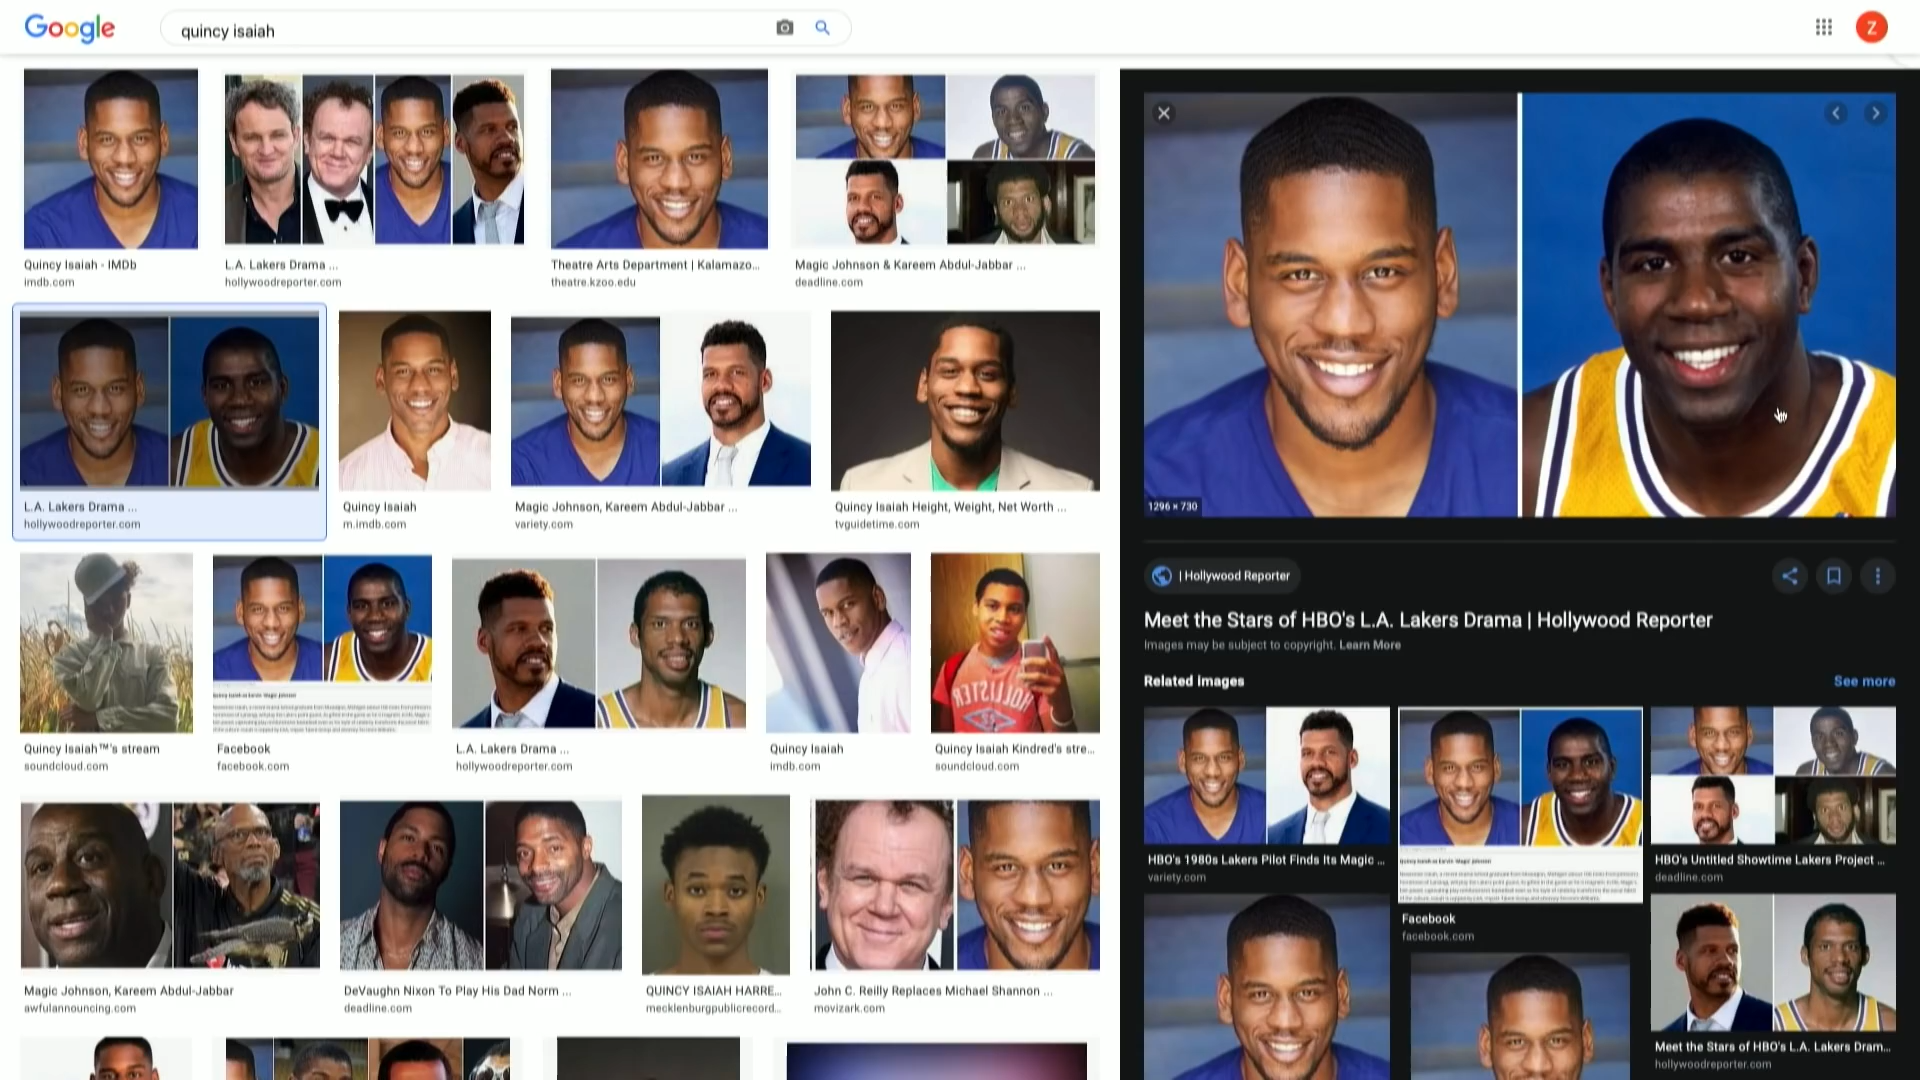 Google
quincy isaiah
Z
Quincy Isaiah - IMDb
imdb.com
L.A. Lakers Drama ...
hollywoodreporter.com
Theatre Arts Department | Kalamazo...
theatre.kzoo.edu
Magic Johnson & Kareem Abdul-Jabbar ...
deadline.com
L.A. Lakers Drama ...
hollywoodreporter.com
Quincy Isaiah
m.imdb.com
Magic Johnson, Kareem Abdul-Jabbar ...
variety.com
Quincy Isaiah Height, Weight, Net Worth ...
tvguidetime.com
HOLLISTER
Quincy Isaiah™'s stream
soundcloud.com
Facebook
facebook.com
L.A. Lakers Drama ...
hollywoodreporter.com
Quincy Isaiah
imdb.com
Quincy Isaiah Kindred's stre...
soundcloud.com
Magic Johnson, Kareem Abdul-Jabbar
awfulannouncing.com
DeVaughn Nixon To Play His Dad Norm ...
deadline.com
QUINCY ISAIAH HARRE...
mecklenburgpublicrecord...
John C. Reilly Replaces Michael Shannon ...
movizark.com
1296 × 730
| Hollywood Reporter
Meet the Stars of HBO's L.A. Lakers Drama | Hollywood Reporter
Images may be subject to copyright. Learn More
Related images
See more
HBO's 1980s Lakers Pilot Finds Its Magic ...
variety.com
Quincy Isaiah as Earvin 'Magic' Johnson
Facebook
facebook.com
HBO's Untitled Showtime Lakers Project ...
deadline.com
Meet the Stars of HBO's L.A. Lakers Dram...
hollywoodreporter.com